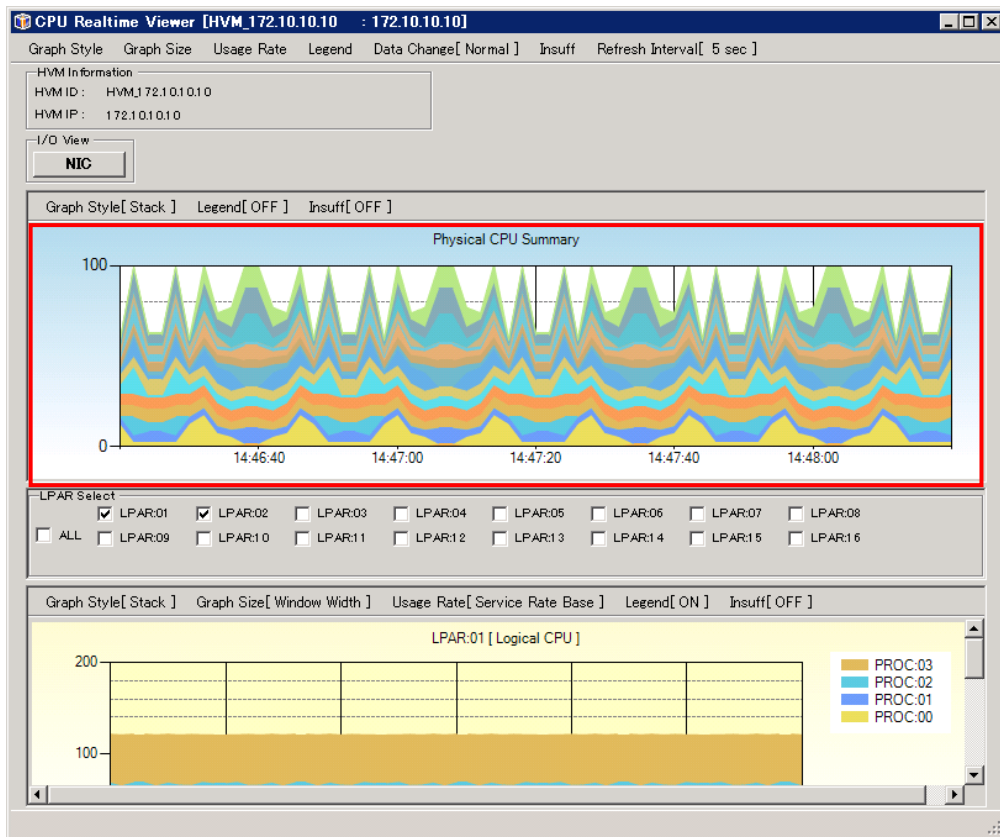 CPU Realtime Viewer [HVM_172.10.10.10 : 172.10.10.10]
Graph Style Graph Size Usage Rate Legend Data Change[ Normal ] Insuff Refresh Interval[ 5 sec ]
HVM Information
HVM ID : HVM_172.10.10.10
HVM IP : 172.10.10.10
I/O View
NIC
Graph Style[ Stack ] Legend[ OFF ] Insuff[ OFF ]
Physical CPU Summary
100
0
14:46:40 14:47:00 14:47:20 14:47:40 14:48:00
LPAR Select
LPAR:01 LPAR:02 LPAR:03 LPAR:04 LPAR:05 LPAR:06 LPAR:07 LPAR:08
ALL LPAR:09 LPAR:10 LPAR:11 LPAR:12 LPAR:13 LPAR:14 LPAR:15 LPAR:16
Graph Style[ Stack ] Graph Size[ Window Width ] Usage Rate[ Service Rate Base ] Legend[ ON ] Insuff[ OFF ]
LPAR:01 [ Logical CPU ]
200
PROC:03
PROC:02
PROC:01
PROC:00
100